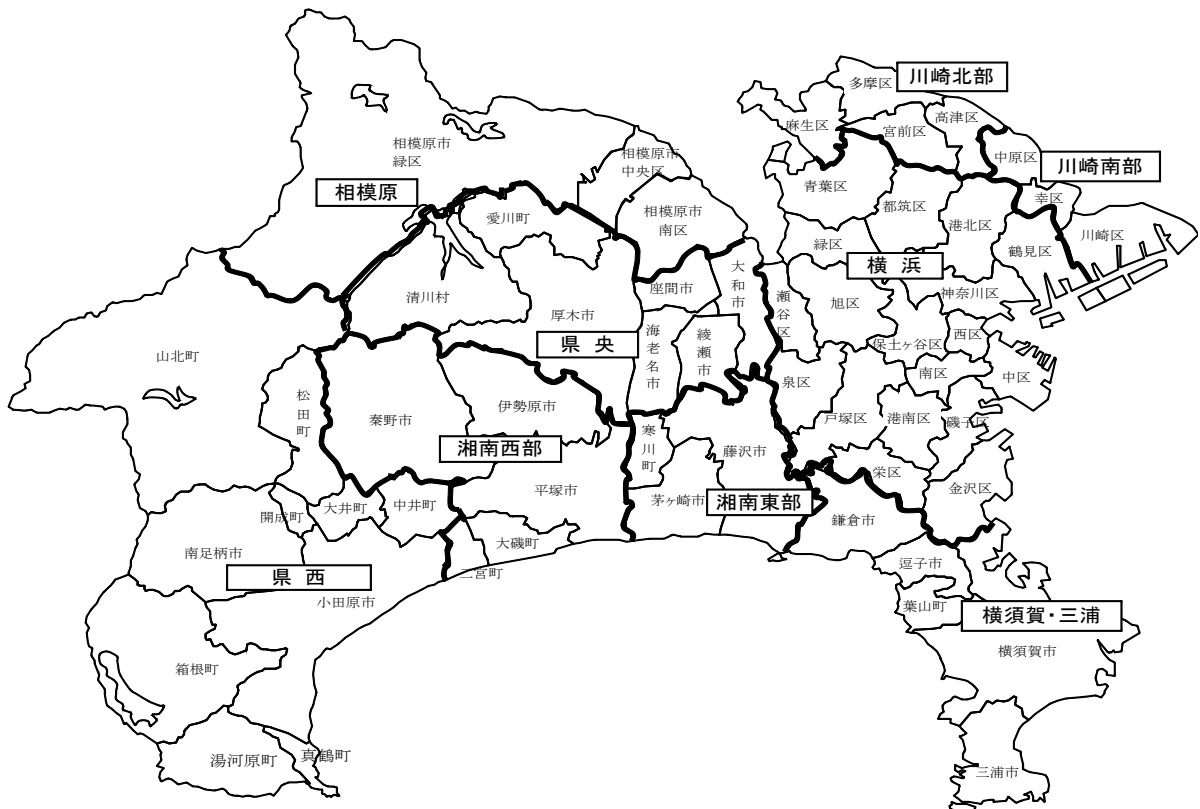 川崎北部
多摩区
麻生区
宮前区
高津区
中原区
川崎南部
幸区
川崎区
相模原市
緑区
相模原市
中央区
相模原
相模原市
南区
愛川町
清川村
厚木市
県 央
座間市
大和市
海老名市
綾瀬市
青葉区
都筑区
港北区
鶴見区
緑区
横 浜
神奈川区
瀬谷区
旭区
保土ヶ谷区
西区
南区
中区
泉区
戸塚区
港南区
磯子区
栄区
金沢区
山北町
松田町
秦野市
伊勢原市
湘南西部
平塚市
大磯町
二宮町
寒川町
藤沢市
茅ヶ崎市
湘南東部
鎌倉市
逗子市
葉山町
横須賀・三浦
横須賀市
三浦市
開成町
大井町
中井町
南足柄市
県 西
小田原市
箱根町
湯河原町
真鶴町